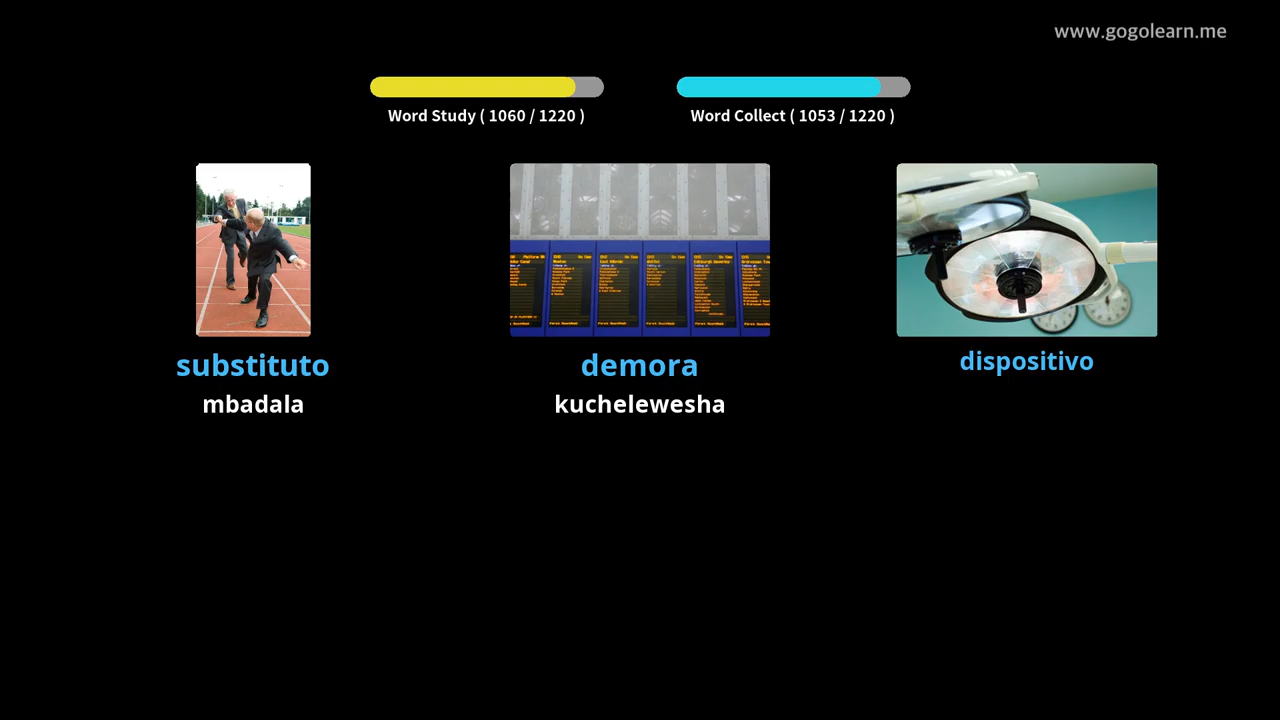 www.gogolearn.me
Word Study ( 1060 / 1220 )
Word Collect ( 1053 / 1220 )
substituto
mbadala
demora
kuchelewesha
dispositivo